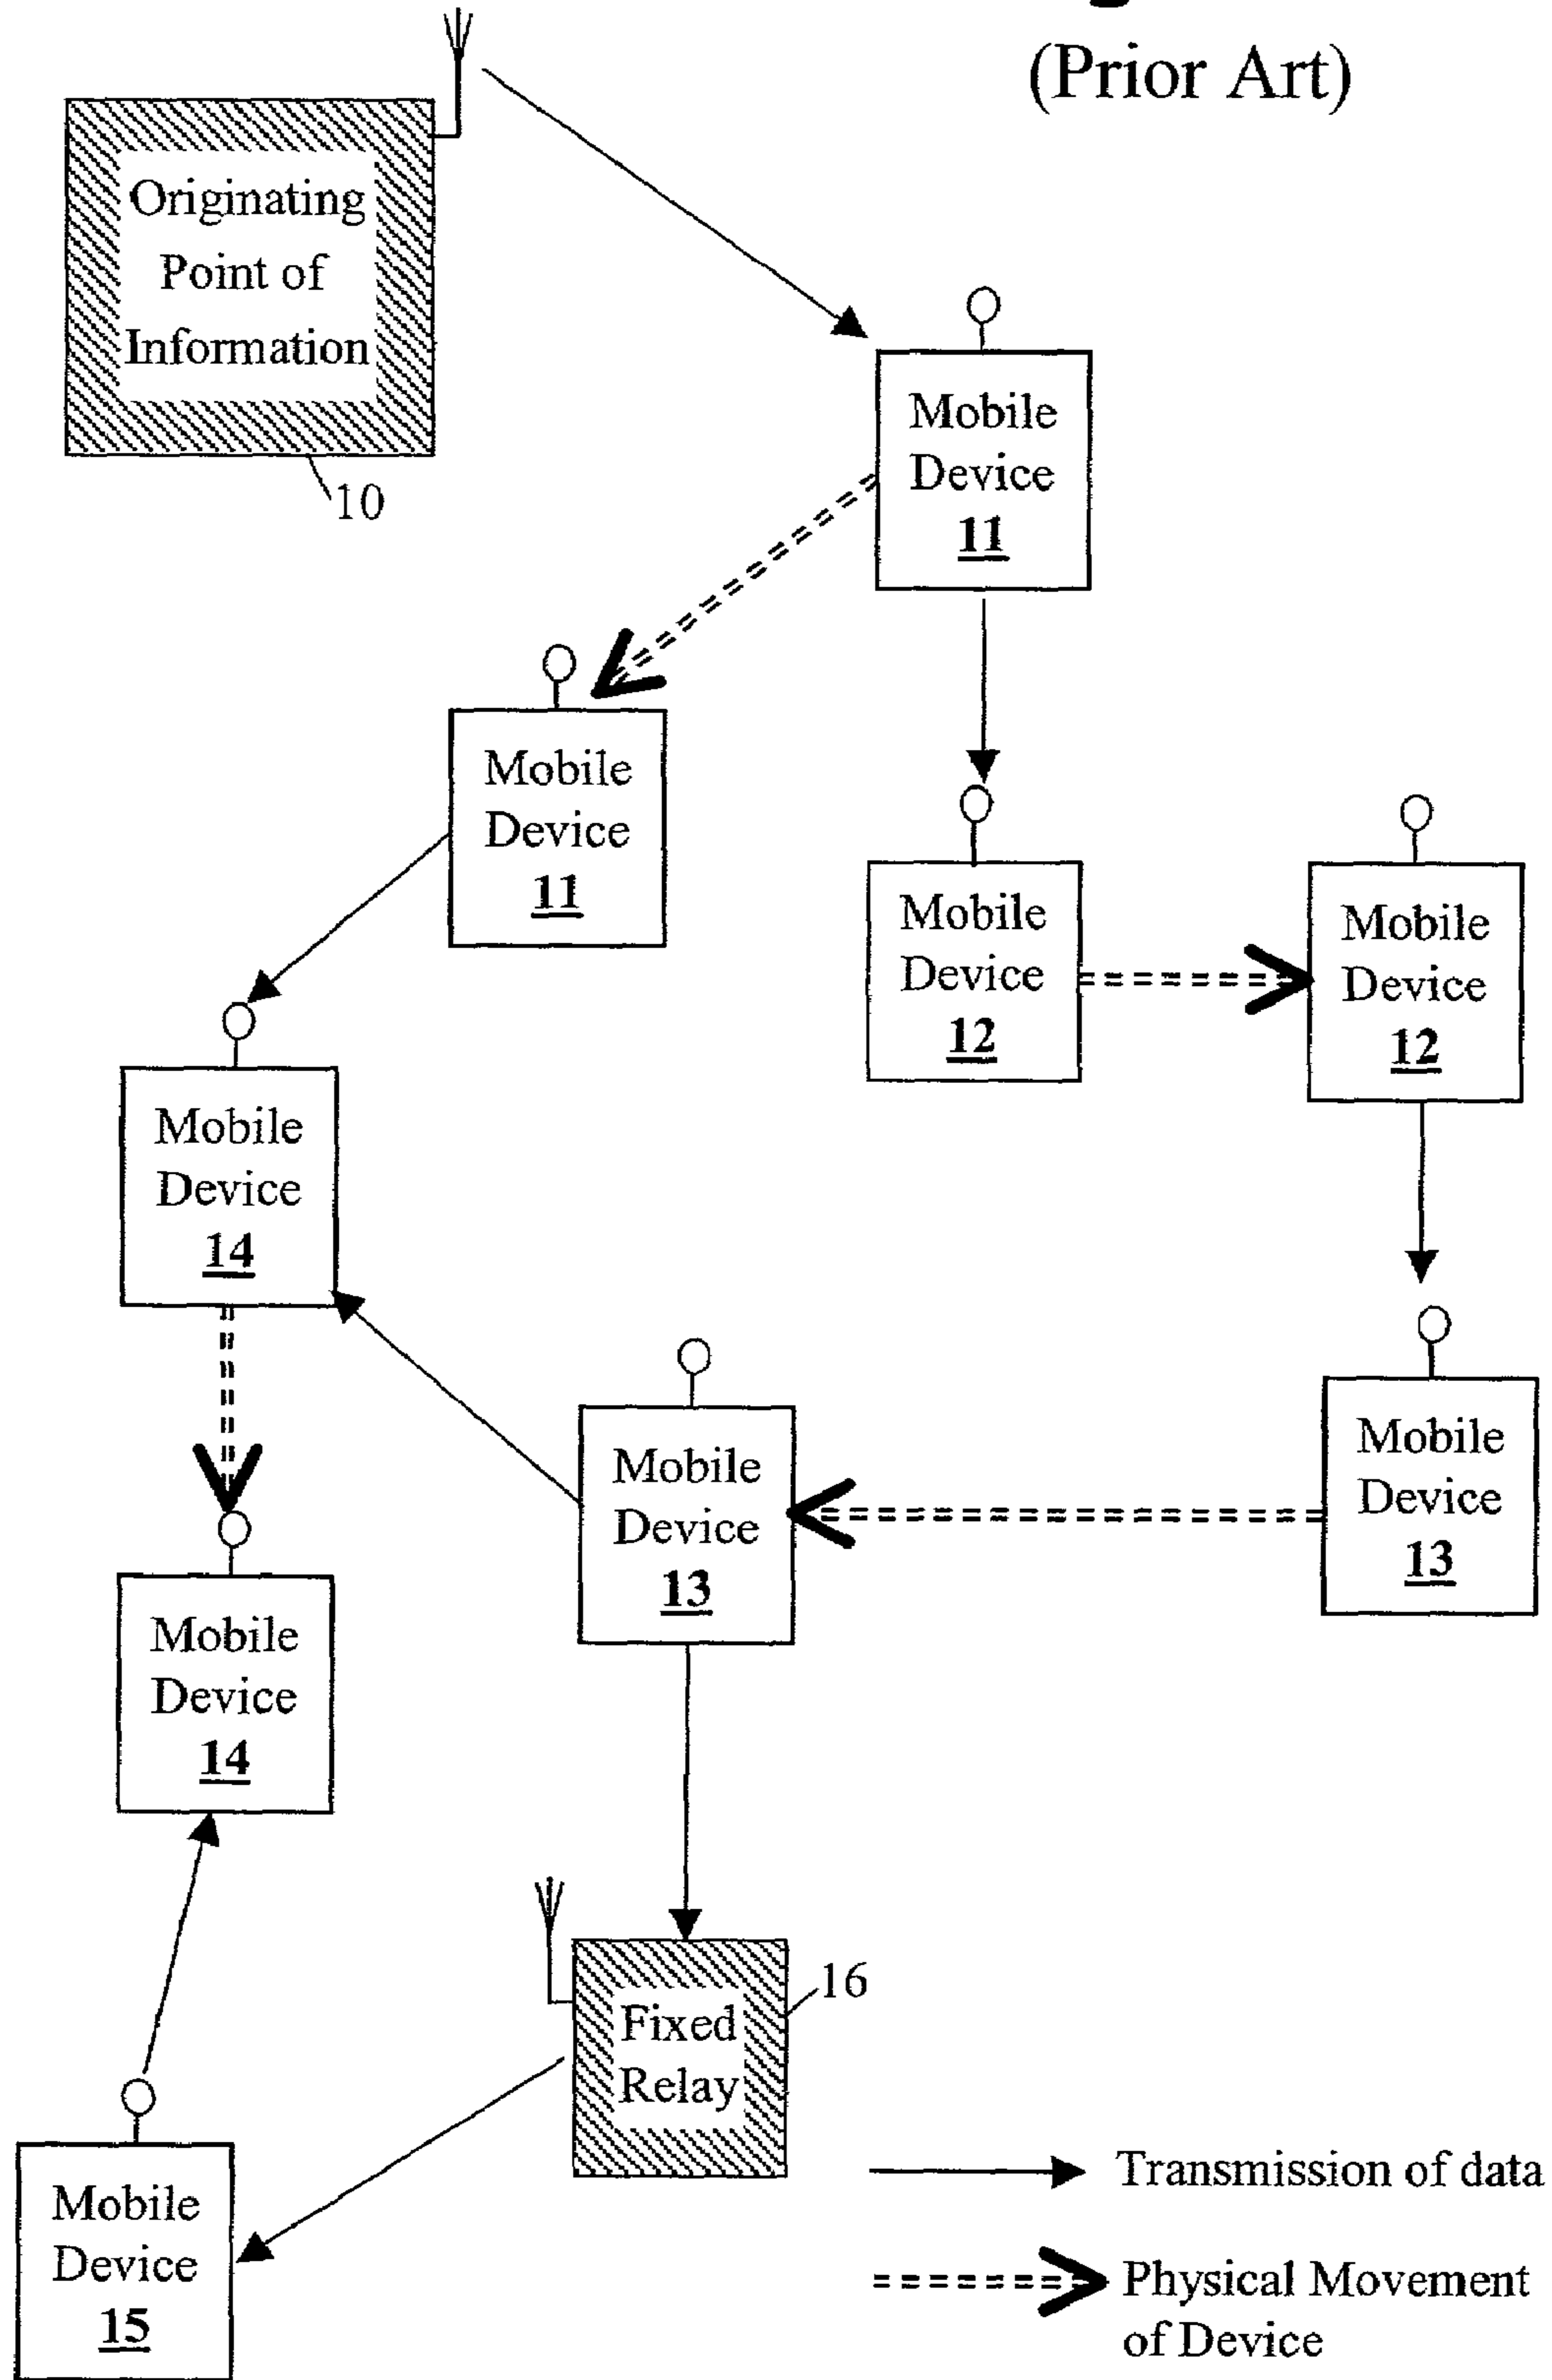 (Prior Art)
Originating
Point of
Information
10
Mobile
Device
11
Mobile
Device
11
Mobile
Device
12
Mobile
Device
12
Mobile
Device
14
Mobile
Device
13
Mobile
Device
13
Mobile
Device
14
Fixed
Relay
16
Mobile
Device
15
Transmission of data
Physical Movement
of Device